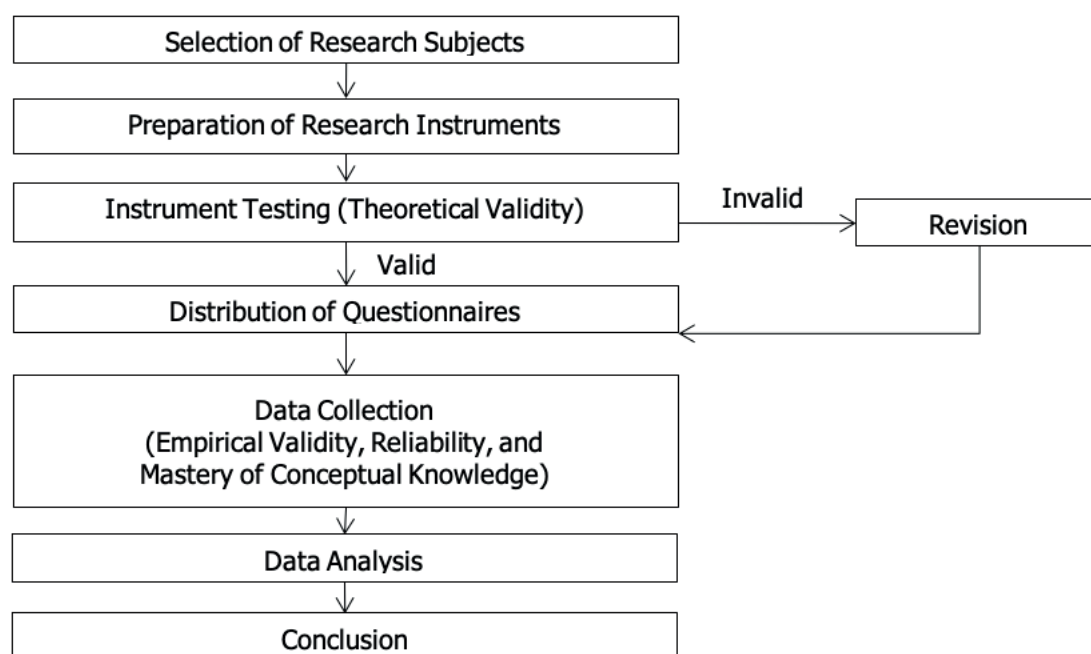 Selection of Research Subjects
Preparation of Research Instruments
Instrument Testing (Theoretical Validity)
Invalid
Revision
Valid
Distribution of Questionnaires
Data Collection
(Empirical Validity, Reliability, and
Mastery of Conceptual Knowledge)
Data Analysis
Conclusion